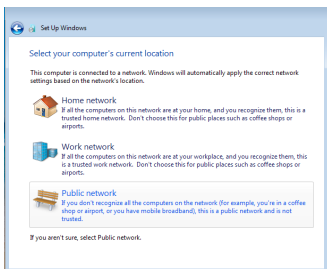 Set Up Windows
Select your computer's current location
This computer is connected to a network. Windows will automatically apply the correct network
settings based on the network's location.
Home network
If all the computers on this network are at your home, and you recognize them, this is a
trusted home network.  Don't choose this for public places such as coffee shops or
airports.
Work network
If all the computers on this network are at your workplace, and you recognize them, this
is a trusted work network.  Don't choose this for public places such as coffee shops or
airports.
Public network
If you don't recognize all the computers on the network (for example, you're in a coffee
shop or airport, or you have mobile broadband), this is a public network and is not
trusted.
If you aren't sure, select Public network.